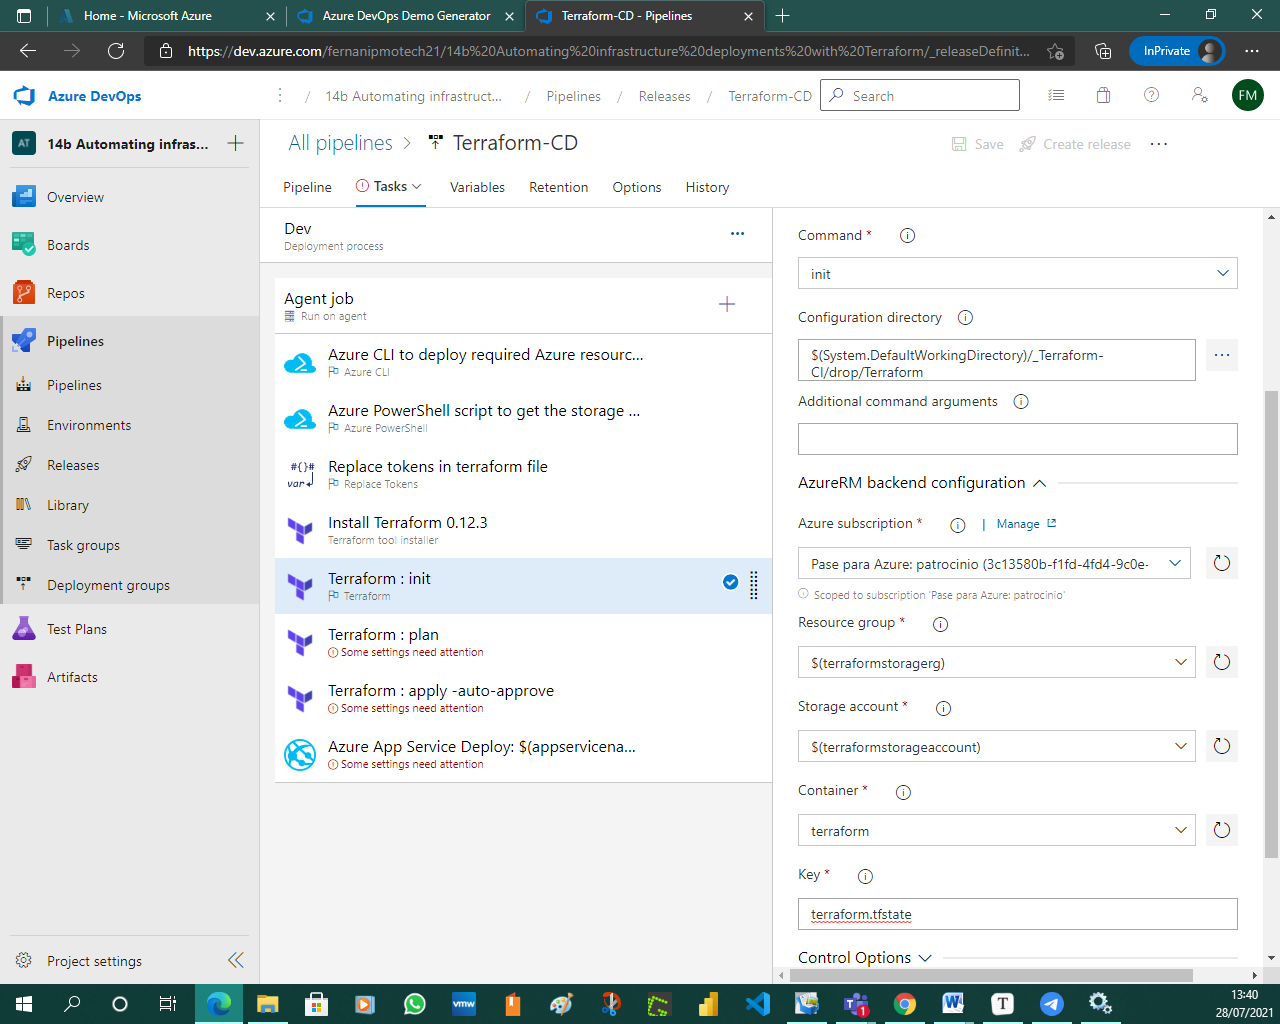 Home - Microsoft Azure
Azure DevOps Demo Generator
Terraform-CD - Pipelines
https://dev.azure.com/fernanipmotech21/14b%20Automating%20infrastructure%20deployments%20with%20Terraform/_releaseDefinit...
InPrivate
Azure DevOps
/ 14b Automating infrastruct... / Pipelines / Releases / Terraform-CD
Search
FM
AT
14b Automating infras...
All pipelines
Terraform-CD
Save
Create release
Pipeline
Tasks
Variables
Retention
Options
History
Overview
Boards
Repos
Pipelines
Pipelines
Environments
Releases
Library
Task groups
Deployment groups
Test Plans
Artifacts
Project settings
Dev
Deployment process
Agent job
Run on agent
Azure CLI to deploy required Azure resourc...
Azure CLI
Azure PowerShell script to get the storage ...
Azure PowerShell
#{}#
var
Replace tokens in terraform file
Replace Tokens
Install Terraform 0.12.3
Terraform tool installer
Terraform : init
Terraform
Terraform : plan
Some settings need attention
Terraform : apply -auto-approve
Some settings need attention
Azure App Service Deploy: $(appservicena...
Some settings need attention
Command *
init
Configuration directory
$(System.DefaultWorkingDirectory)/_Terraform-
CI/drop/Terraform
Additional command arguments
AzureRM backend configuration
Azure subscription * | Manage
Pase para Azure: patrocinio (3c13580b-f1fd-4fd4-9c0e-
Scoped to subscription 'Pase para Azure: patrocinio'
Resource group *
$(terraformstoragerg)
Storage account *
$(terraformstorageaccount)
Container *
terraform
Key *
terraform.tfstate
Control Options
vmw
1
W
T
13:40
28/07/2021